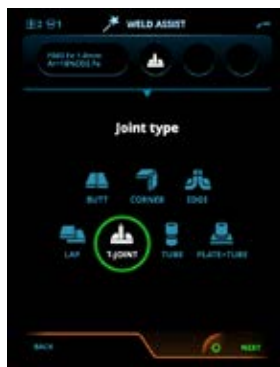 WELD ASSIST
Joint type
BUTT CORNER EDGE
LAP T-JOINT TUBE PLATE+TUBE
BACK NEXT